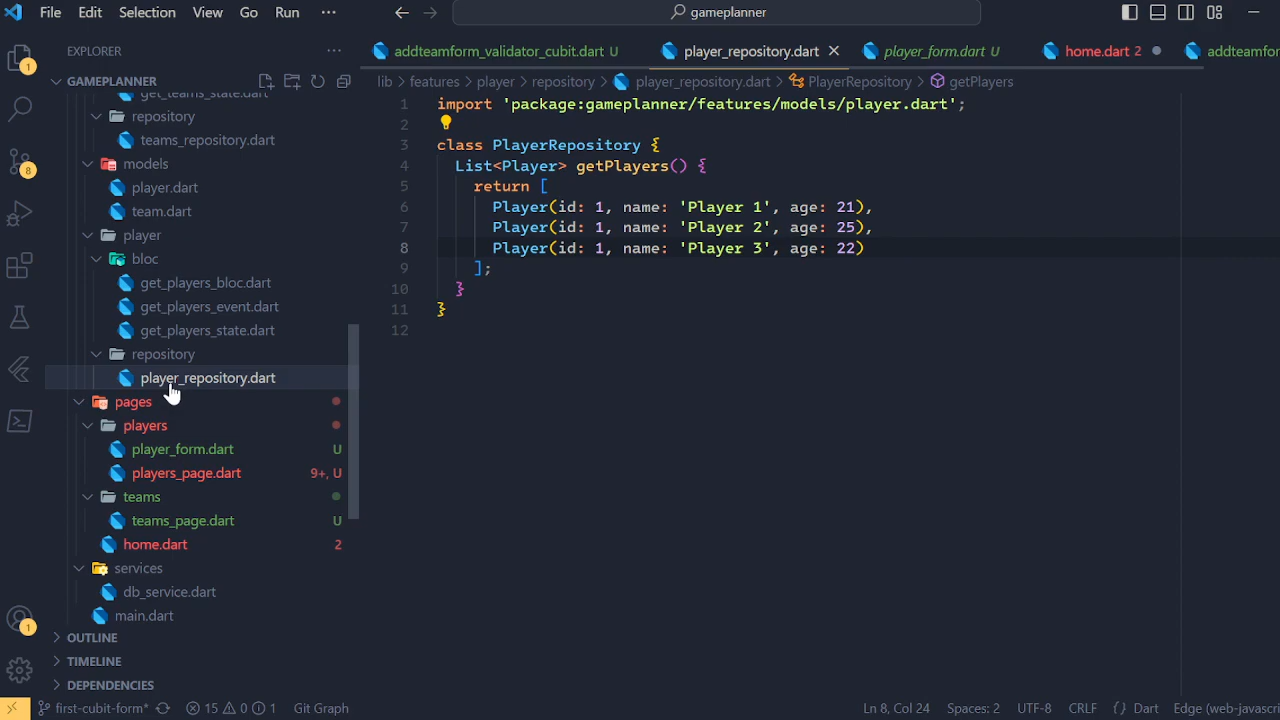 File Edit Selection View Go Run ··· gameplanner
EXPLORER ···
GAMEPLANNER
get_teams_state.dart
repository
teams_repository.dart
models
player.dart
team.dart
player
bloc
get_players_bloc.dart
get_players_event.dart
get_players_state.dart
repository
player_repository.dart
pages
players
player_form.dart U
players_page.dart 9+, U
teams
teams_page.dart U
home.dart 2
services
db_service.dart
main.dart
OUTLINE
TIMELINE
DEPENDENCIES
1
8
1
addteamform_validator_cubit.dart U player_repository.dart player_form.dart U home.dart 2 addteamfor
lib > features > player > repository > player_repository.dart > PlayerRepository > getPlayers
1 import 'package:gameplanner/features/models/player.dart';
2
3 class PlayerRepository {
4 List<Player> getPlayers() {
5 return [
6 Player(id: 1, name: 'Player 1', age: 21),
7 Player(id: 1, name: 'Player 2', age: 25),
8 Player(id: 1, name: 'Player 3', age: 22)
9 ];
10 }
11 }
12
first-cubit-form* 15 0 1 Git Graph Ln 8, Col 24 Spaces: 2 UTF-8 CRLF {} Dart Edge (web-javascri